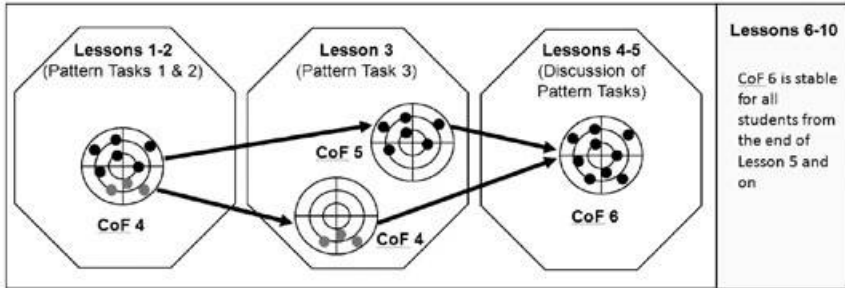 Lessons 1-2
(Pattern Tasks 1 & 2)
CoF 4
Lesson 3
(Pattern Task 3)
CoF 5
CoF 4
Lessons 4-5
(Discussion of
Pattern Tasks)
CoF 6
Lessons 6-10
CoF 6 is stable
for all
students from
the end of
Lesson 5 and
on